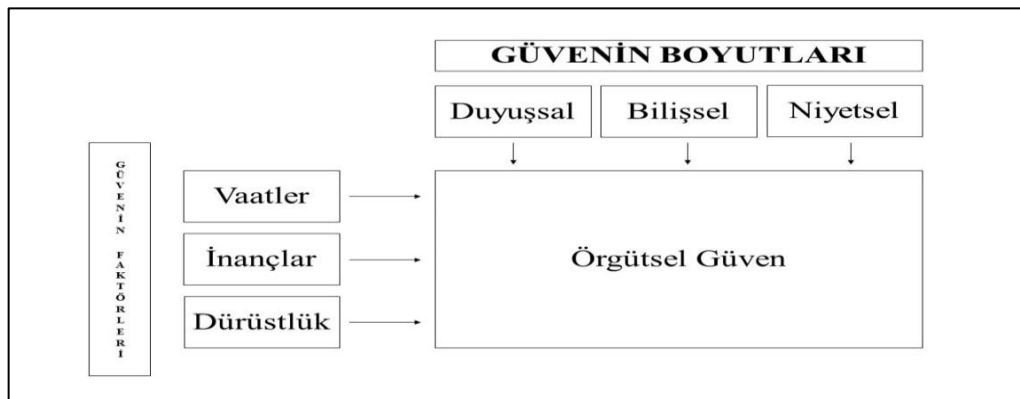 GÜVENİN BOYUTLARI
Duyuşsal
Bilişsel
Niyetsel
GÜVENİN FAKTÖRLERİ
Vaatler
İnançlar
Dürüstlük
Örgütsel Güven